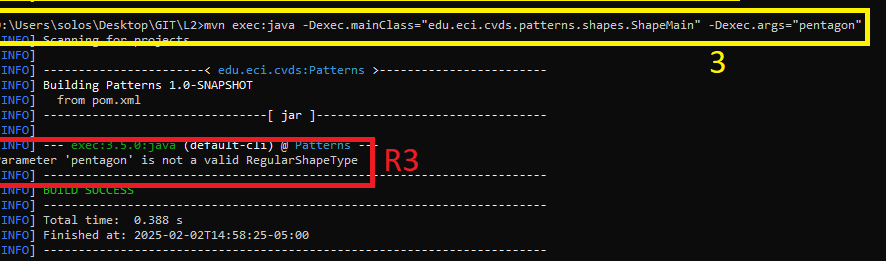 :\Users\solos\Desktop\GIT\L2>mvn exec:java -Dexec.mainClass="edu.eci.cvds.patterns.shapes.ShapeMain" -Dexec.args="pentagon"
INFO] Scanning for projects
INFO]
3
INFO] -----------------------< edu.eci.cvds:Patterns >------------------------
INFO] Building Patterns 1.0-SNAPSHOT
INFO]   from pom.xml
INFO] --------------------------------[ jar ]---------------------------------
INFO]
INFO] --- exec:3.5.0:java (default-cli) @ Patterns ---
arameter 'pentagon' is not a valid RegularShapeType
R3
INFO] ------------------------------------------------------------------------
INFO] BUILD SUCCESS
INFO] ------------------------------------------------------------------------
INFO] Total time:  0.388 s
INFO] Finished at: 2025-02-02T14:58:25-05:00
INFO] ------------------------------------------------------------------------